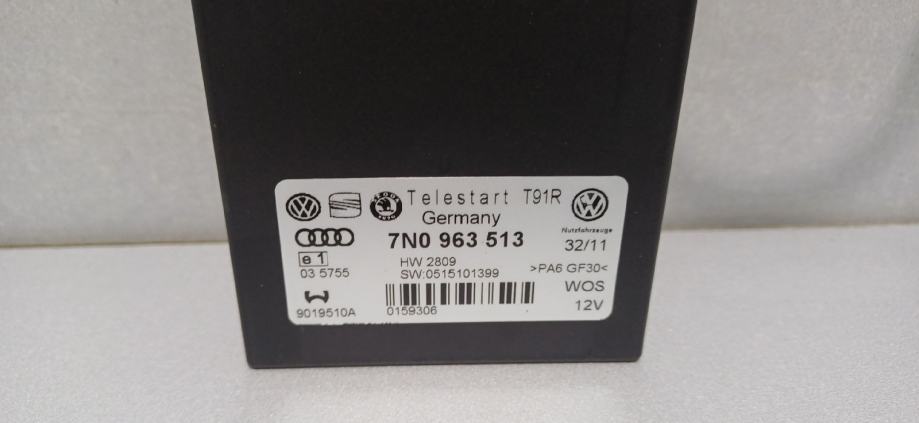 Telestart T91R
Germany
7N0 963 513
Nutzfahrzeuge
32/11
e 1
HW 2809
03 5755
SW:0515101399
>PA6 GF30<
WOS
9019510A
0159306
12V